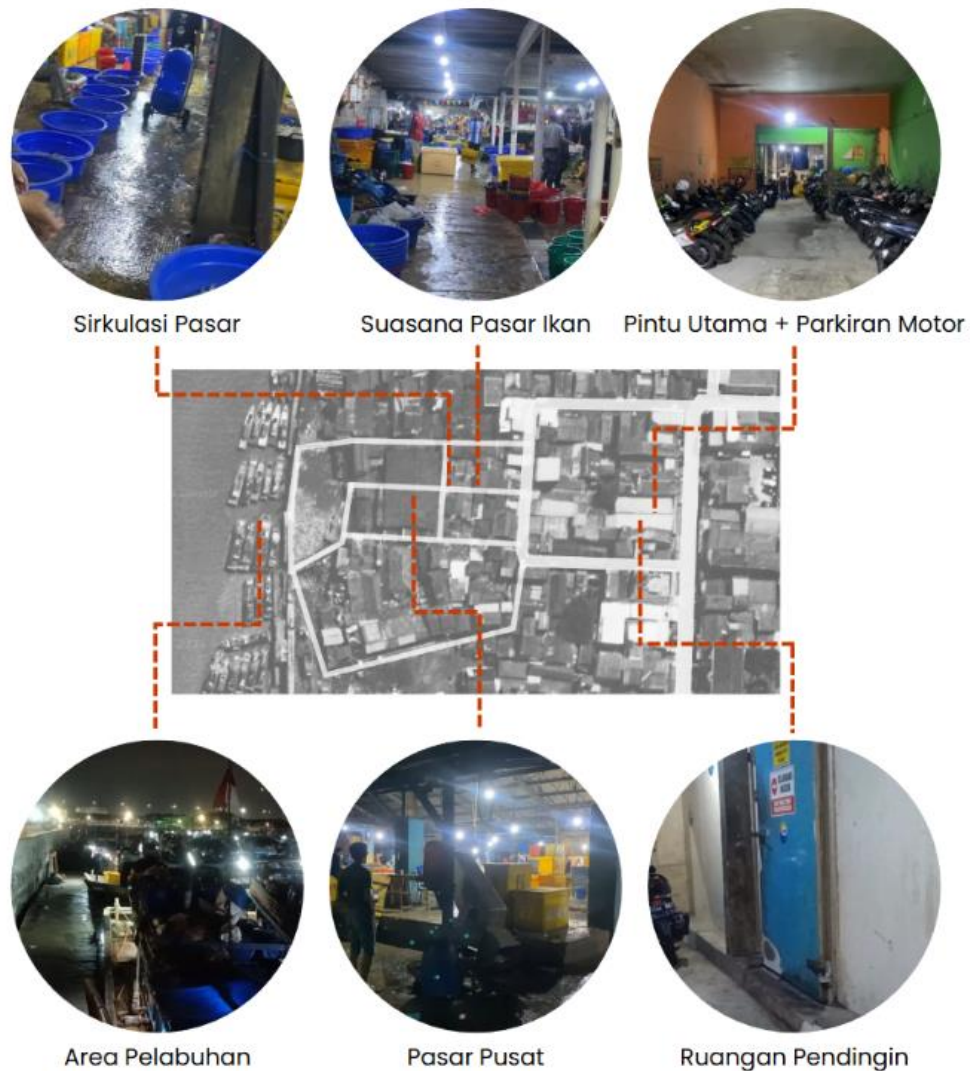 Sirkulasi Pasar
Suasana Pasar Ikan
Pintu Utama + Parkiran Motor
Area Pelabuhan
Pasar Pusat
Ruangan Pendingin